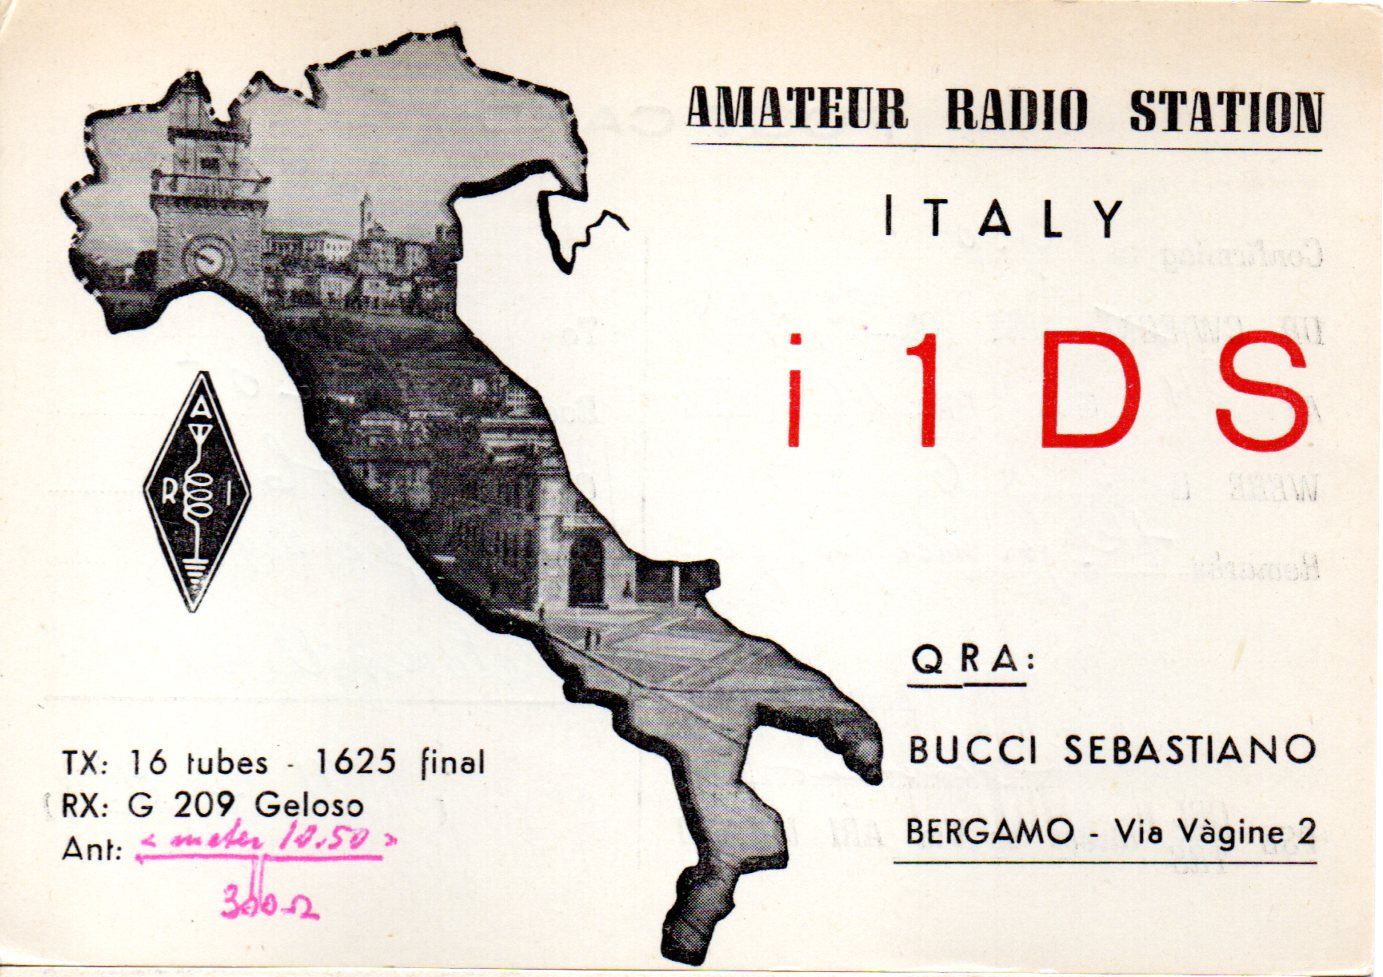 AMATEUR RADIO STATION
ITALY
i1DS
A
R I
QRA:
BUCCI SEBASTIANO
BERGAMO - Via Vàgine 2
TX: 16 tubes - 1625 final
RX: G 209 Geloso
Ant: < meter 10.50 >
300Ω